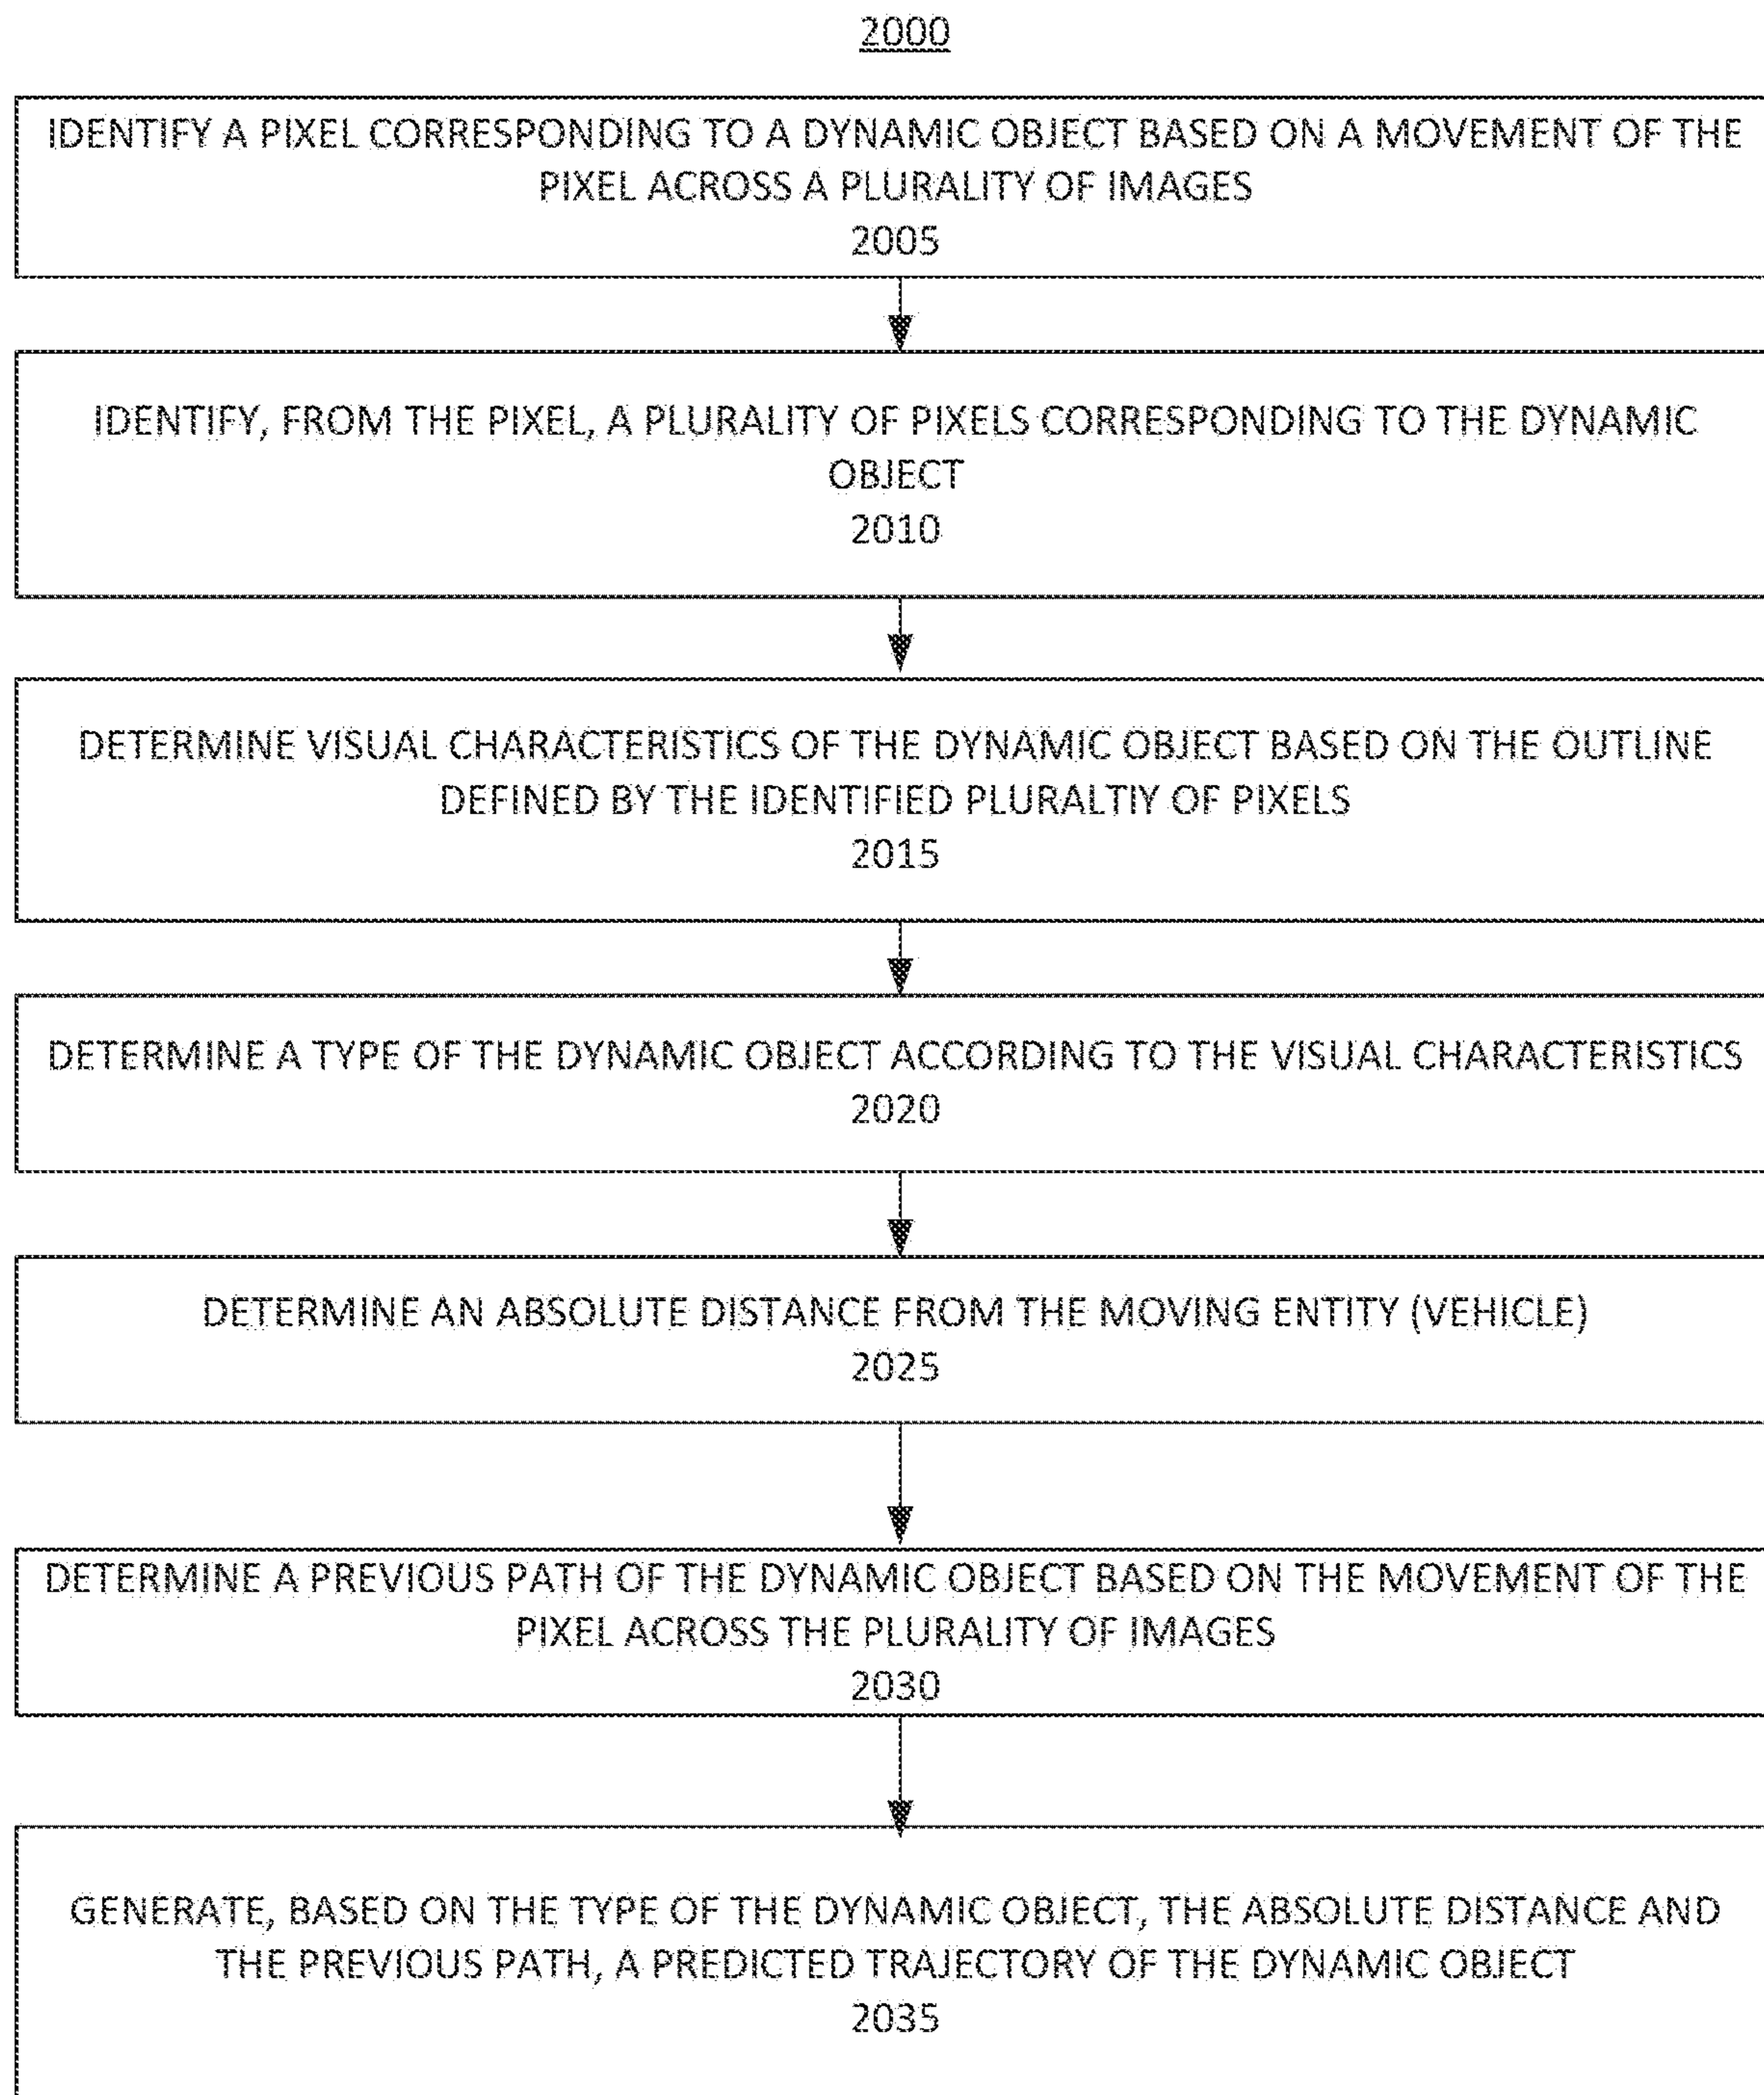 2000
IDENTIFY A PIXEL CORRESPONDING TO A DYNAMIC OBJECT BASED ON A MOVEMENT OF THE
PIXEL ACROSS A PLURALITY OF IMAGES
2005
IDENTIFY, FROM THE PIXEL, A PLURALITY OF PIXELS CORRESPONDING TO THE DYNAMIC
OBJECT
2010
DETERMINE VISUAL CHARACTERISTICS OF THE DYNAMIC OBJECT BASED ON THE OUTLINE
DEFINED BY THE IDENTIFIED PLURALTIY OF PIXELS
2015
DETERMINE A TYPE OF THE DYNAMIC OBJECT ACCORDING TO THE VISUAL CHARACTERISTICS
2020
DETERMINE AN ABSOLUTE DISTANCE FROM THE MOVING ENTITY (VEHICLE)
2025
DETERMINE A PREVIOUS PATH OF THE DYNAMIC OBJECT BASED ON THE MOVEMENT OF THE
PIXEL ACROSS THE PLURALITY OF IMAGES
2030
GENERATE, BASED ON THE TYPE OF THE DYNAMIC OBJECT, THE ABSOLUTE DISTANCE AND
THE PREVIOUS PATH, A PREDICTED TRAJECTORY OF THE DYNAMIC OBJECT
2035